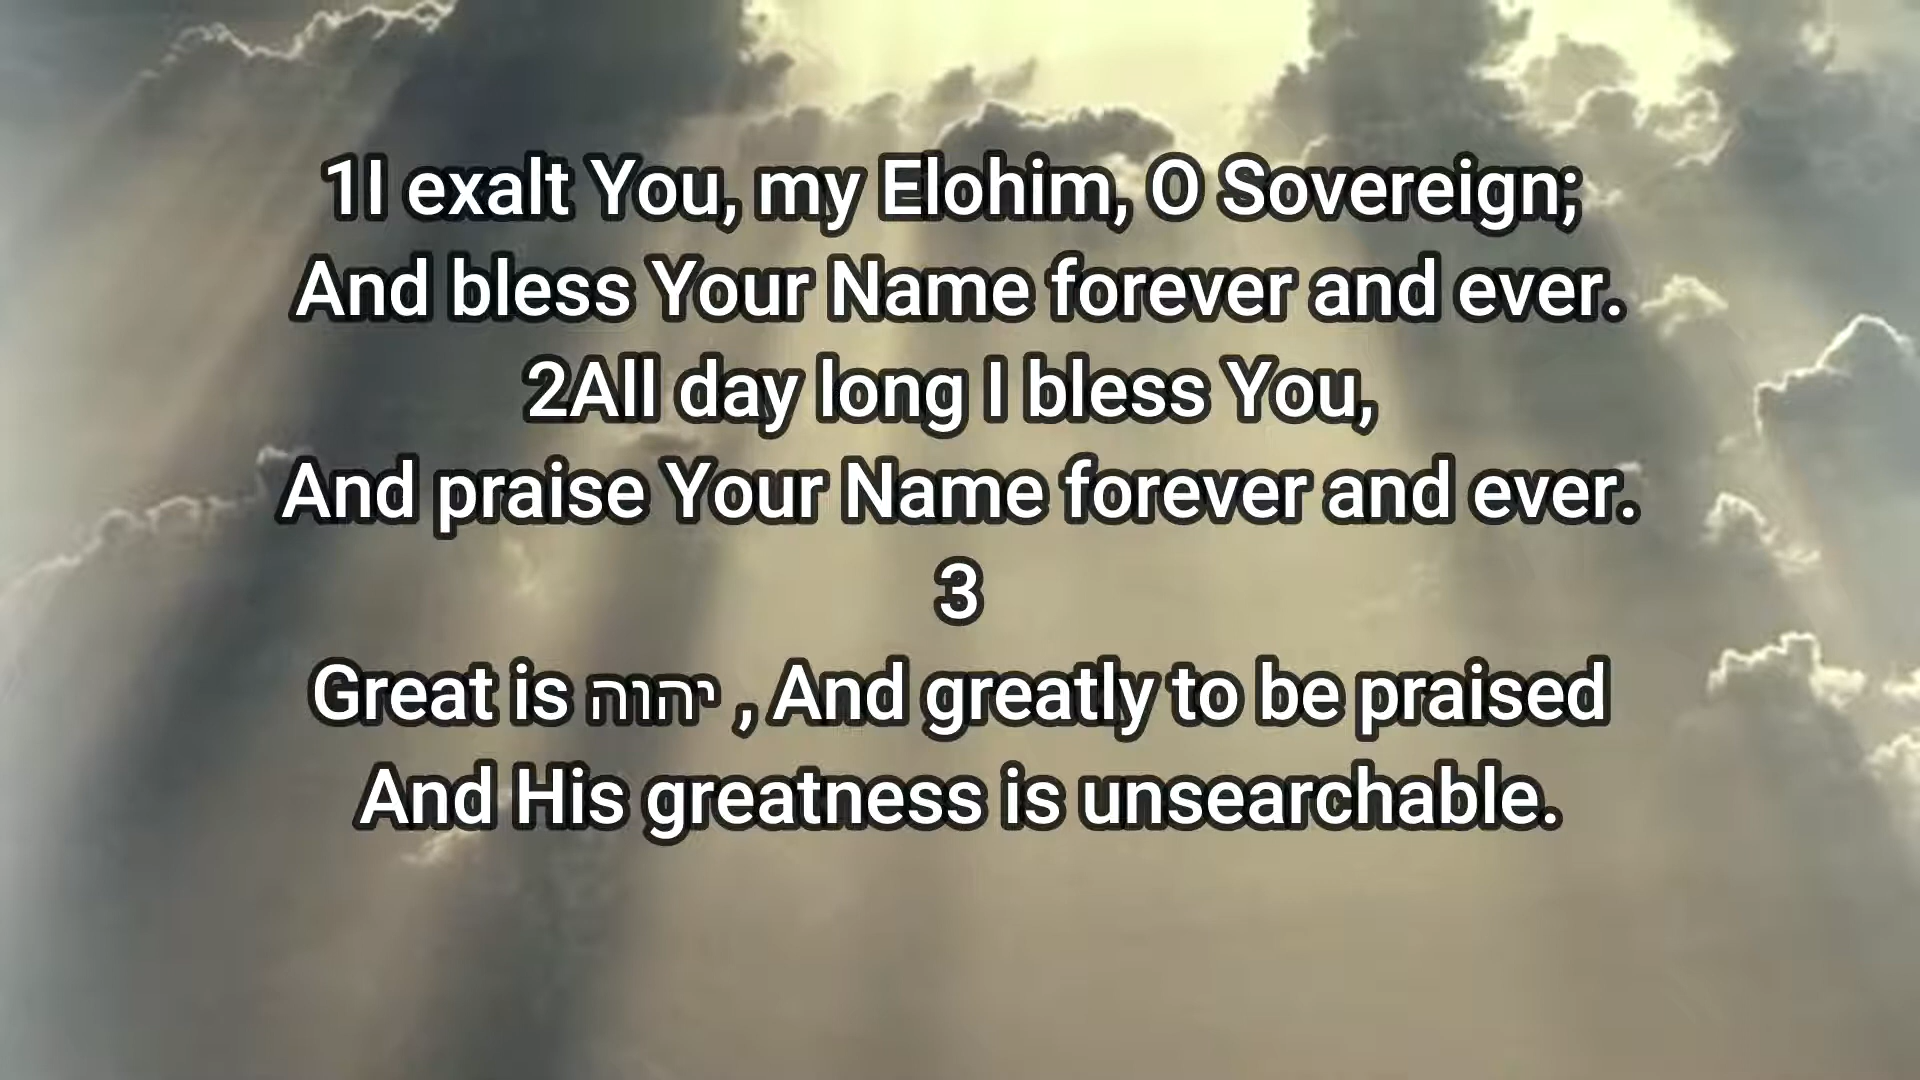 1I exalt You, my Elohim, O Sovereign;
And bless Your Name forever and ever.
2All day long I bless You,
And praise Your Name forever and ever.
3
Great is יהוה , And greatly to be praised
And His greatness is unsearchable.